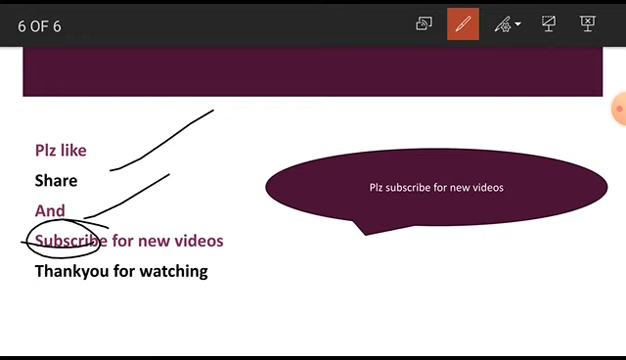 6 OF 6
Plz like
Share
And
Subscribe for new videos
Thankyou for watching
Plz subscribe for new videos